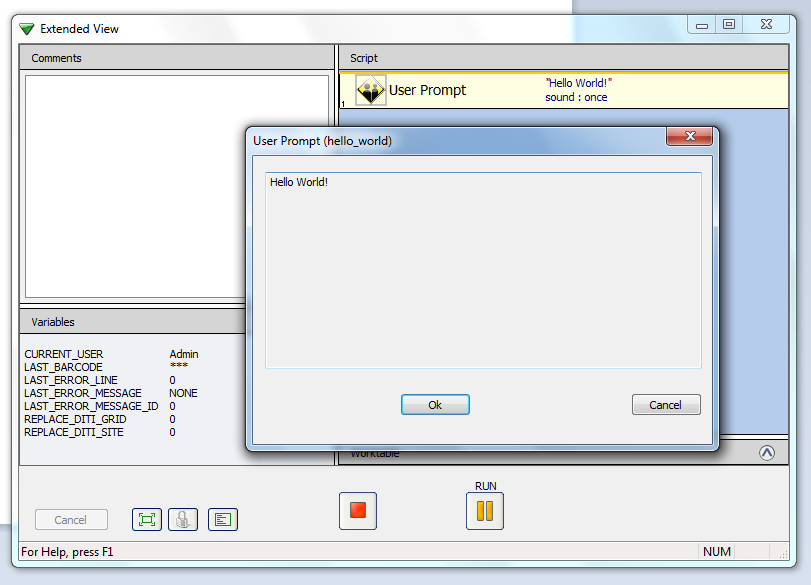 Extended View
Comments
Script
1
User Prompt
"Hello World!"
sound : once
User Prompt (hello_world)
Hello World!
Ok
Cancel
Variables
CURRENT_USER Admin
LAST_BARCODE ***
LAST_ERROR_LINE 0
LAST_ERROR_MESSAGE NONE
LAST_ERROR_MESSAGE_ID 0
REPLACE_DITI_GRID 0
REPLACE_DITI_SITE 0
Worktable
RUN
Cancel
For Help, press F1
NUM